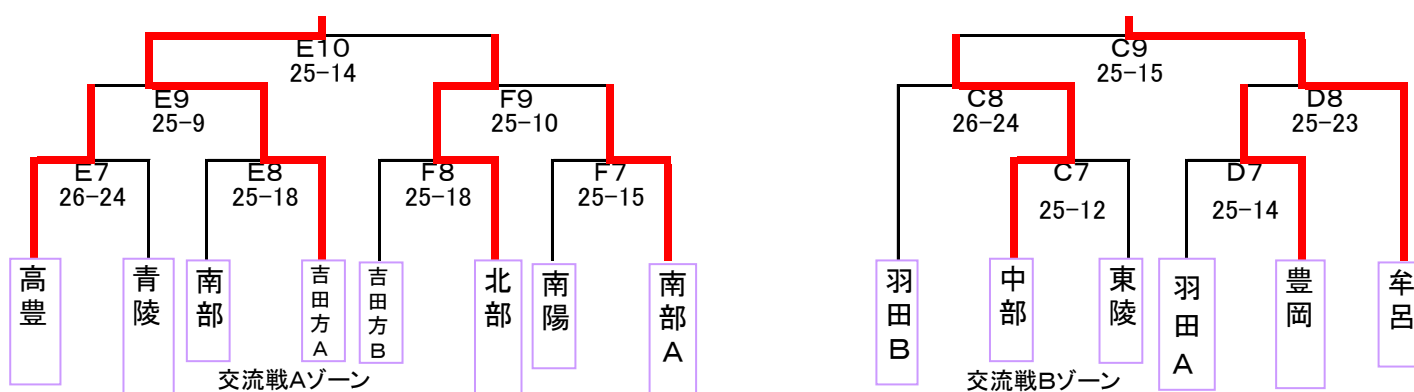 E10
25-14
E9
25-9
F9
25-10
E7
26-24
E8
25-18
F8
25-18
F7
25-15
高豊
青陵
南部
吉田方A
吉田方B
北部
南陽
南部A
交流戦Aゾーン
C9
25-15
C8
26-24
D8
25-23
C7
25-12
D7
25-14
羽田B
中部
東陵
羽田A
豊岡
牟呂
交流戦Bゾーン